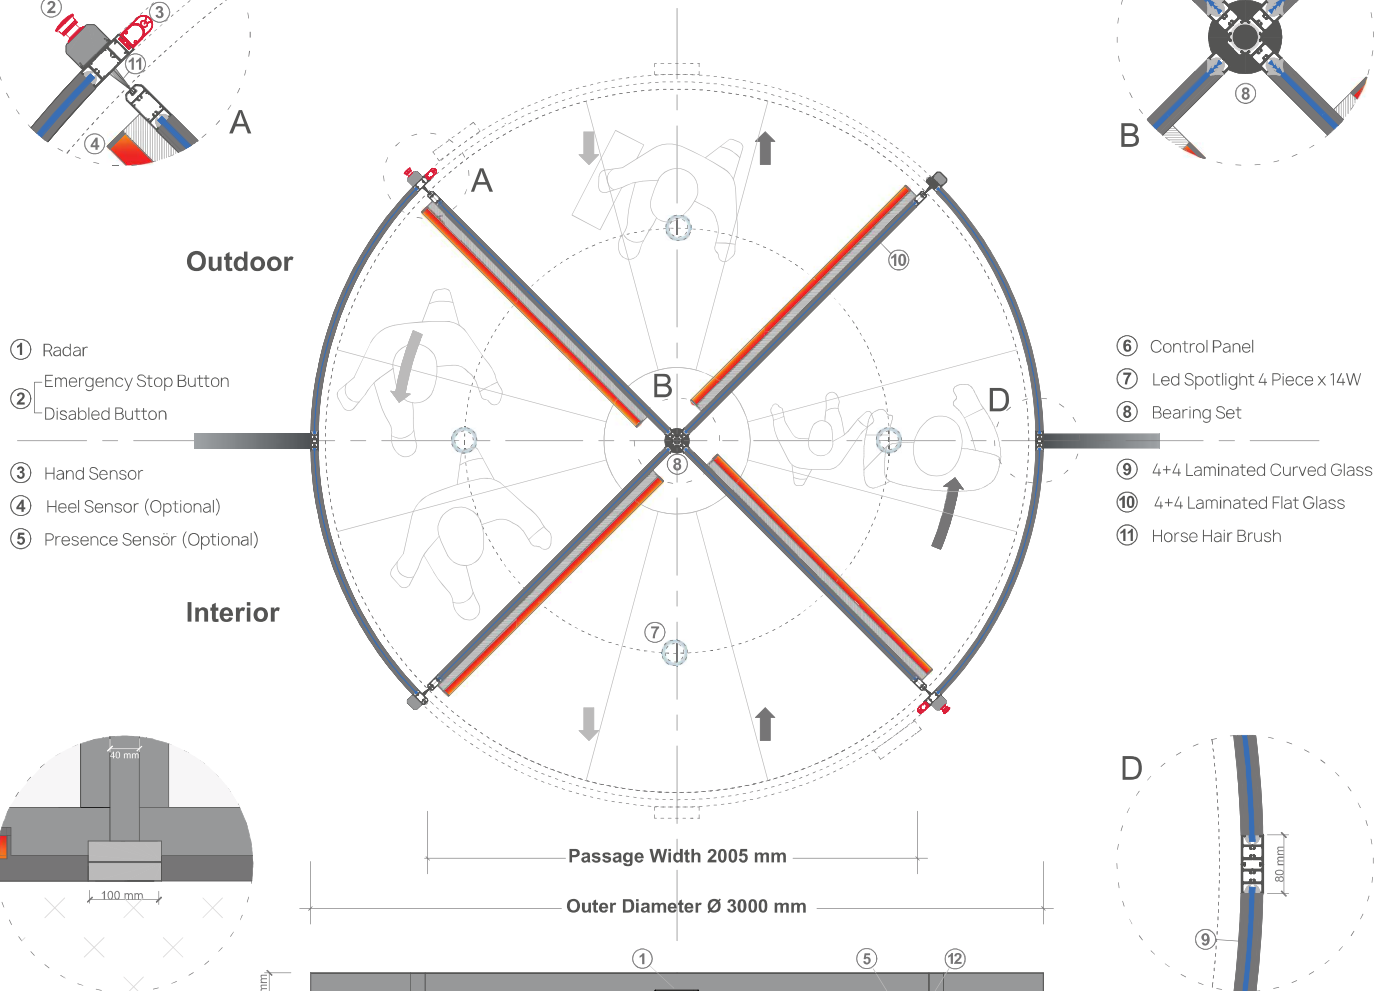 2
3
11
4
A
8
B
A
10
Outdoor
Interior
B
D
8
7
1 Radar
2 Emergency Stop Button
Disabled Button
3 Hand Sensor
4 Heel Sensor (Optional)
5 Presence Sensör (Optional)
6 Control Panel
7 Led Spotlight 4 Piece x 14W
8 Bearing Set
9 4+4 Laminated Curved Glass
10 4+4 Laminated Flat Glass
11 Horse Hair Brush
40 mm
100 mm
D
80 mm
9
Passage Width 2005 mm
Outer Diameter Ø 3000 mm
1
5
12
mm